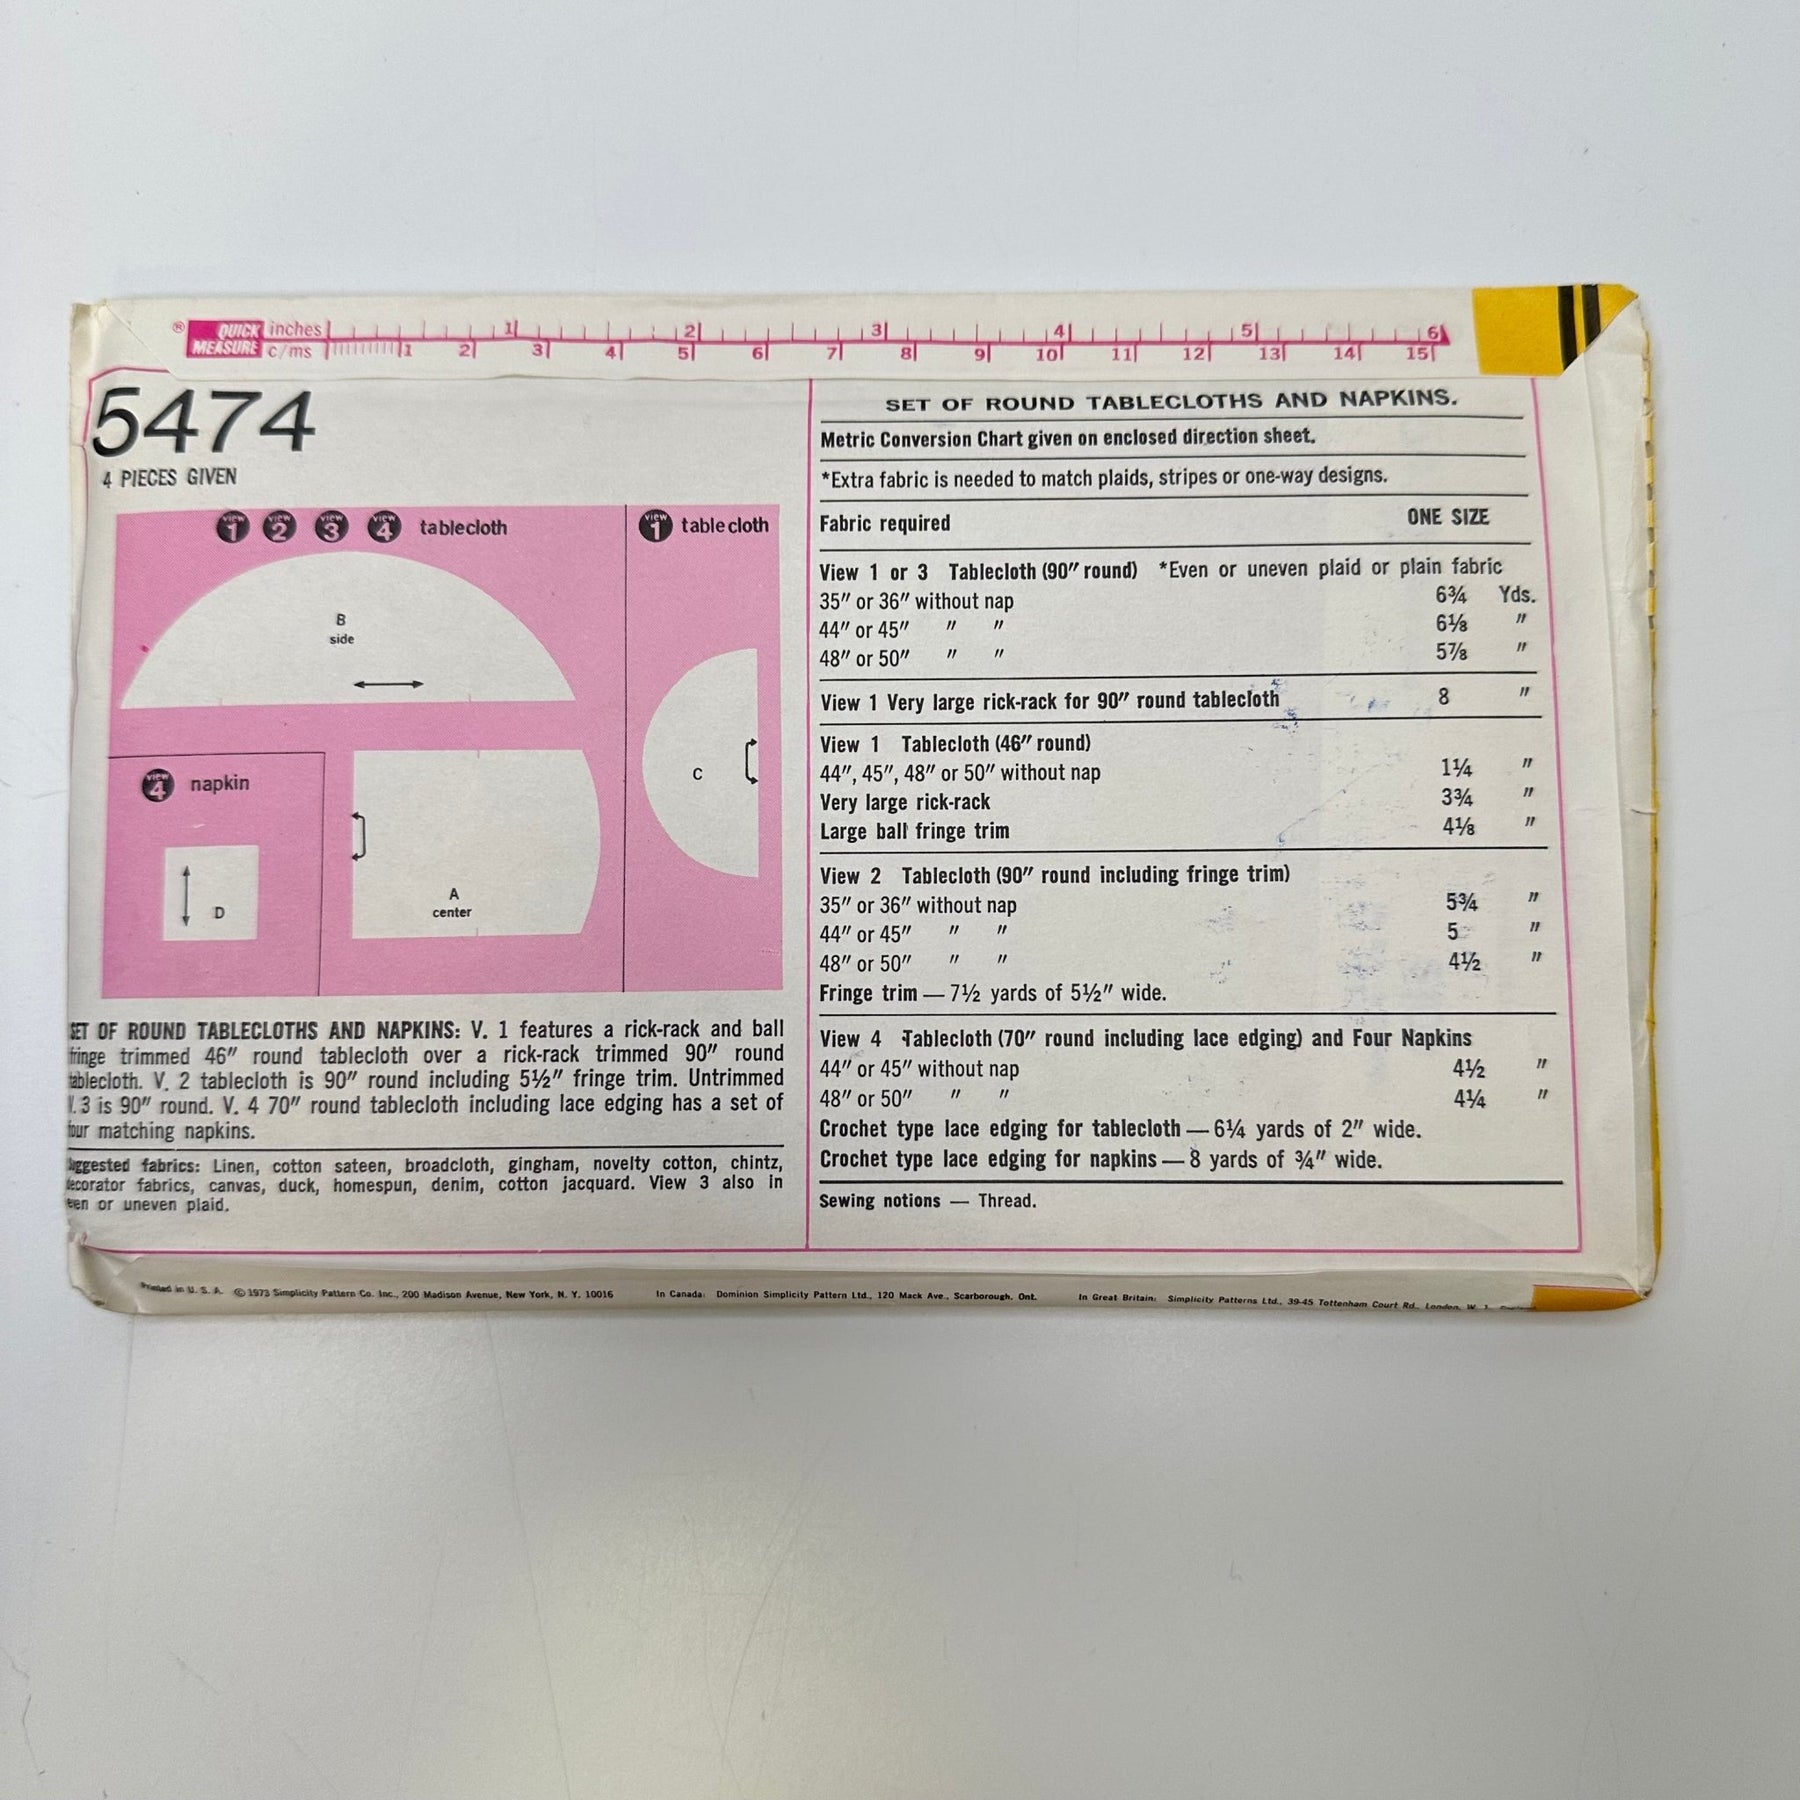 ® QUICK MEASURE inches 1 2 3 4 5 6
c/ms 1 2 3 4 5 6 7 8 9 10 11 12 13 14 15
5474
4 PIECES GIVEN
VIEW 1 VIEW 2 VIEW 3 VIEW 4 tablecloth
B
side
VIEW 4 napkin
D
A
center
VIEW 1 tablecloth
C
SET OF ROUND TABLECLOTHS AND NAPKINS: V. 1 features a rick-rack and ball
fringe trimmed 46" round tablecloth over a rick-rack trimmed 90" round
tablecloth. V. 2 tablecloth is 90" round including 5½" fringe trim. Untrimmed
V. 3 is 90" round. V. 4 70" round tablecloth including lace edging has a set of
four matching napkins.
Suggested fabrics: Linen, cotton sateen, broadcloth, gingham, novelty cotton, chintz,
decorator fabrics, canvas, duck, homespun, denim, cotton jacquard. View 3 also in
even or uneven plaid.
SET OF ROUND TABLECLOTHS AND NAPKINS.
Metric Conversion Chart given on enclosed direction sheet.
*Extra fabric is needed to match plaids, stripes or one-way designs.
Fabric required ONE SIZE
View 1 or 3 Tablecloth (90" round) *Even or uneven plaid or plain fabric
35" or 36" without nap 6¾ Yds.
44" or 45" " " 6⅛ "
48" or 50" " " 5⅞ "
View 1 Very large rick-rack for 90" round tablecloth 8 "
View 1 Tablecloth (46" round)
44", 45", 48" or 50" without nap 1¼ "
Very large rick-rack 3¾ "
Large ball fringe trim 4⅛ "
View 2 Tablecloth (90" round including fringe trim)
35" or 36" without nap 5¾ "
44" or 45" " " 5 "
48" or 50" " " 4½ "
Fringe trim — 7½ yards of 5½" wide.
View 4 Tablecloth (70" round including lace edging) and Four Napkins
44" or 45" without nap 4½ "
48" or 50" " " 4¼ "
Crochet type lace edging for tablecloth — 6¼ yards of 2" wide.
Crochet type lace edging for napkins — 8 yards of ¾" wide.
Sewing notions — Thread.
Printed in U. S. A. © 1973 Simplicity Pattern Co. Inc., 200 Madison Avenue, New York, N. Y. 10016 In Canada: Dominion Simplicity Pattern Ltd., 120 Mack Ave., Scarborough, Ont. In Great Britain: Simplicity Patterns Ltd., 39-45 Tottenham Court Rd., London, W. 1.